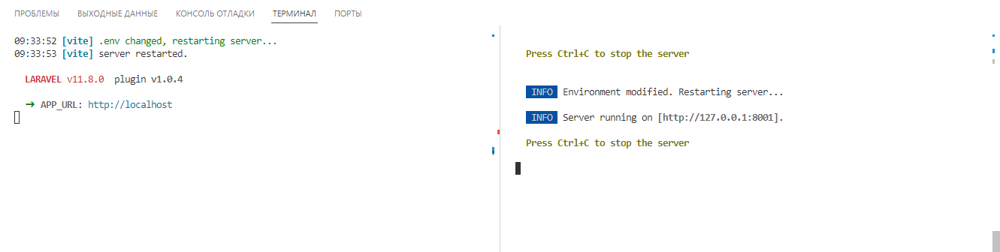 ПРОБЛЕМЫ ВЫХОДНЫЕ ДАННЫЕ КОНСОЛЬ ОТЛАДКИ ТЕРМИНАЛ ПОРТЫ
09:33:52 [vite] .env changed, restarting server...
09:33:53 [vite] server restarted.
LARAVEL v11.8.0 plugin v1.0.4
➜ APP_URL: http://localhost
Press Ctrl+C to stop the server
INFO Environment modified. Restarting server...
INFO Server running on [http://127.0.0.1:8001].
Press Ctrl+C to stop the server